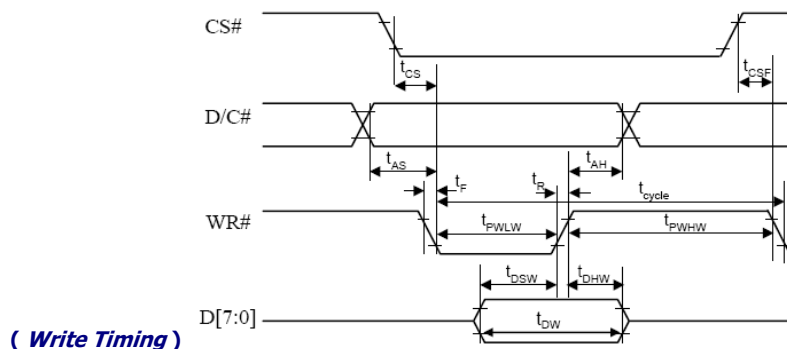 CS#
tCS
tCSF
D/C#
tAS
tAH
tF
tR
tcycle
WR#
tPWLW
tPWHW
tDSW
tDHW
D[7:0]
tDW
( Write Timing )